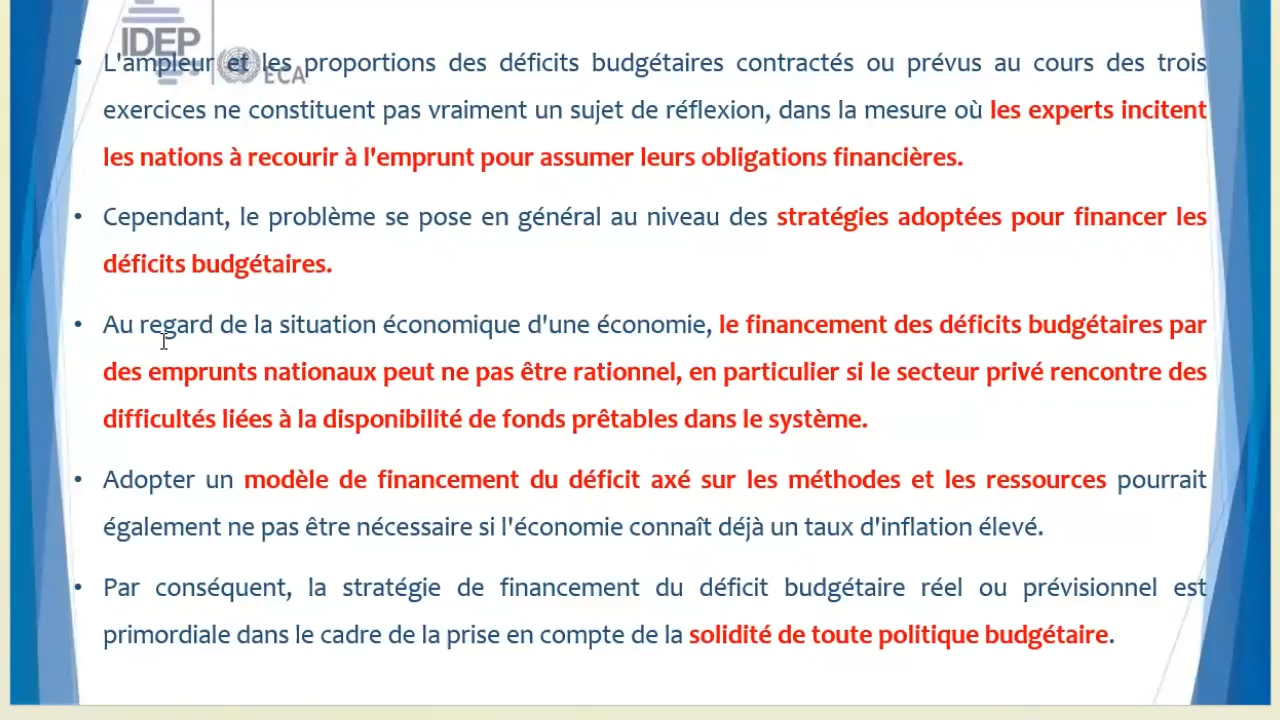 IDEP
ECA
• L'ampleur et les proportions des déficits budgétaires contractés ou prévus au cours des trois
exercices ne constituent pas vraiment un sujet de réflexion, dans la mesure où les experts incitent
les nations à recourir à l'emprunt pour assumer leurs obligations financières.
• Cependant, le problème se pose en général au niveau des stratégies adoptées pour financer les
déficits budgétaires.
• Au regard de la situation économique d'une économie, le financement des déficits budgétaires par
des emprunts nationaux peut ne pas être rationnel, en particulier si le secteur privé rencontre des
difficultés liées à la disponibilité de fonds prêtables dans le système.
• Adopter un modèle de financement du déficit axé sur les méthodes et les ressources pourrait
également ne pas être nécessaire si l'économie connaît déjà un taux d'inflation élevé.
• Par conséquent, la stratégie de financement du déficit budgétaire réel ou prévisionnel est
primordiale dans le cadre de la prise en compte de la solidité de toute politique budgétaire.